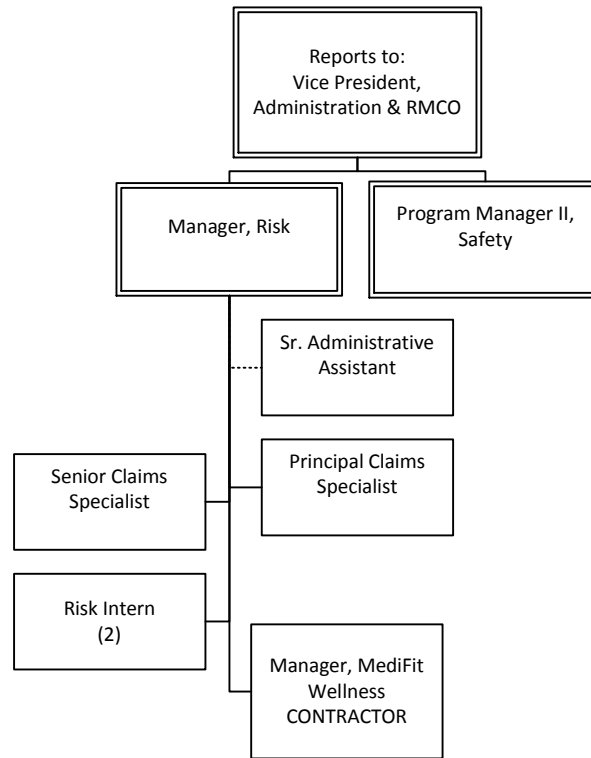 Reports to:
Vice President,
Administration & RMCO
Manager, Risk
Program Manager II,
Safety
Sr. Administrative
Assistant
Senior Claims
Specialist
Principal Claims
Specialist
Risk Intern
(2)
Manager, MediFit
Wellness
CONTRACTOR